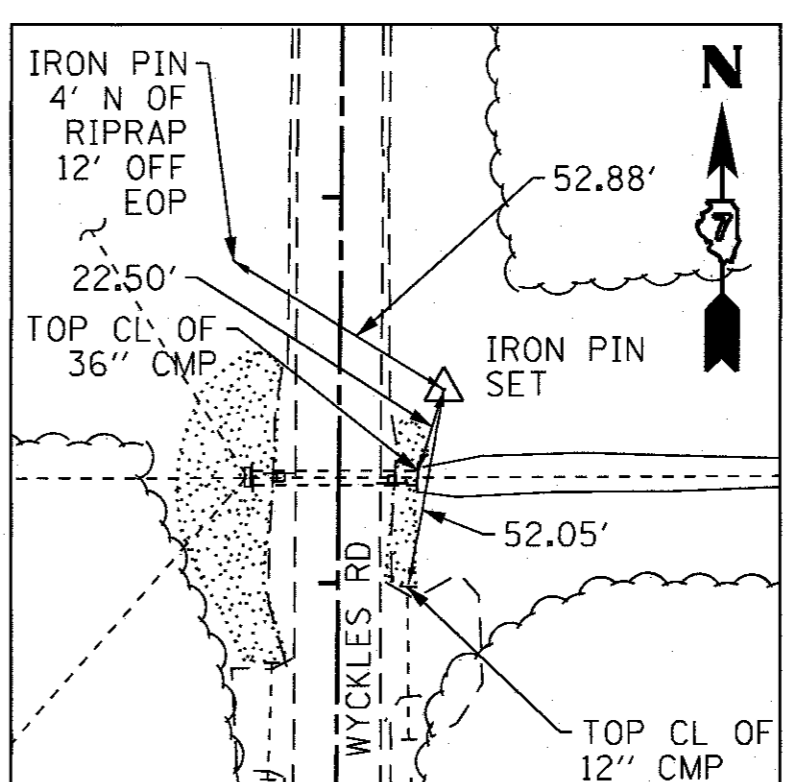 IRON PIN
4' N OF
RIPRAP
12' OFF
EOP
N
7
52.88'
22.50'
TOP CL OF
36" CMP
IRON PIN
SET
52.05'
WYCKLES RD
TOP CL OF
12" CMP